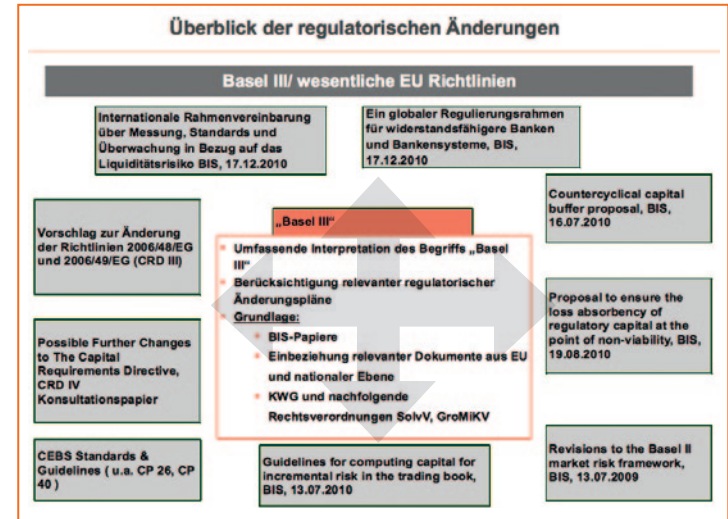 Überblick der regulatorischen Änderungen
Basel III/ wesentliche EU Richtlinien
Internationale Rahmenvereinbarung
über Messung, Standards und
Überwachung in Bezug auf das
Liquiditätsrisiko BIS, 17.12.2010
Ein globaler Regulierungsrahmen
für widerstandsfähigere Banken
und Bankensysteme, BIS,
17.12.2010
Vorschlag zur Änderung
der Richtlinien 2006/48/EG
und 2006/49/EG (CRD III)
Possible Further Changes
to The Capital
Requirements Directive,
CRD IV
Konsultationspapier
CEBS Standards &
Guidelines ( u.a. CP 26, CP
40 )
„Basel III“
Umfassende Interpretation des Begriffs „Basel
III“
Berücksichtigung relevanter regulatorischer
Änderungspläne
Grundlage:
BIS-Papiere
Einbeziehung relevanter Dokumente aus EU
und nationaler Ebene
KWG und nachfolgende
Rechtsverordnungen SolvV, GroMiKV
Guidelines for computing capital for
incremental risk in the trading book,
BIS, 13.07.2010
Countercyclical capital
buffer proposal, BIS,
16.07.2010
Proposal to ensure the
loss absorbency of
regulatory capital at the
point of non-viability, BIS,
19.08.2010
Revisions to the Basel II
market risk framework,
BIS, 13.07.2009